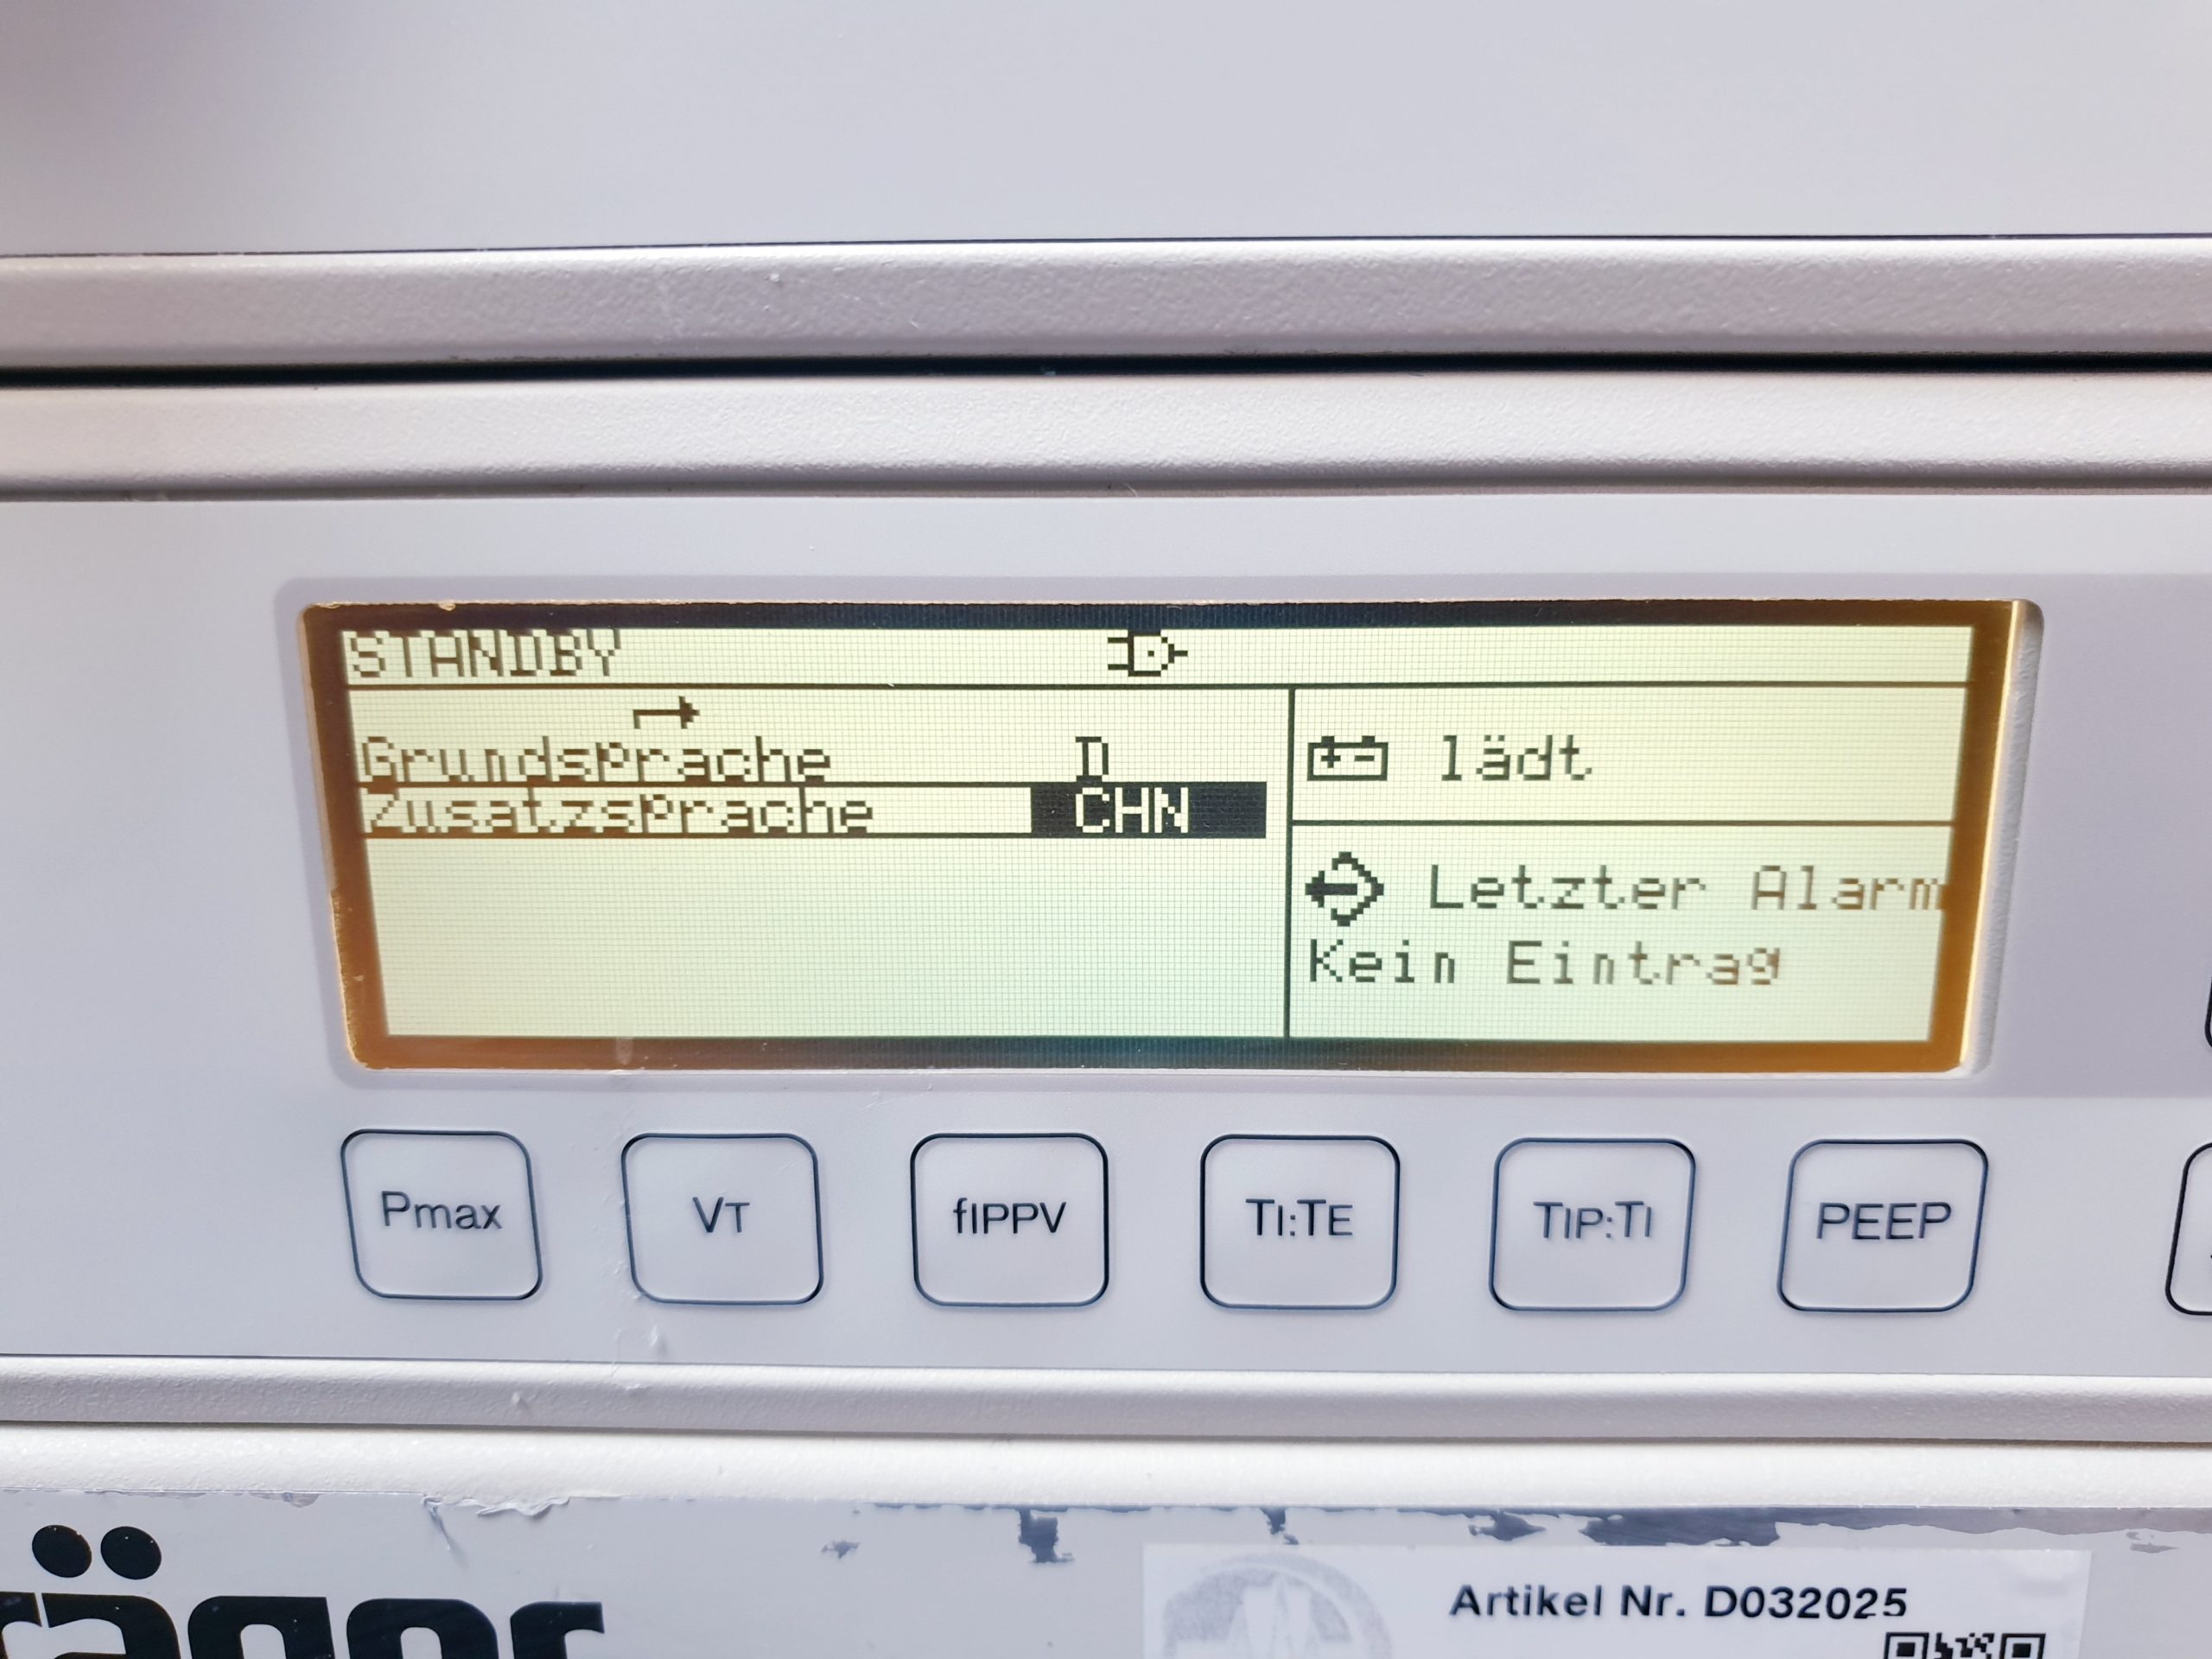 STANDBY
Grundsprache D
Zusatzsprache CHN
lädt
Letzter Alarm
Kein Eintrag
Pmax
VT
fIPPV
TI:TE
TIP:TI
PEEP
räger
Artikel Nr. D032025